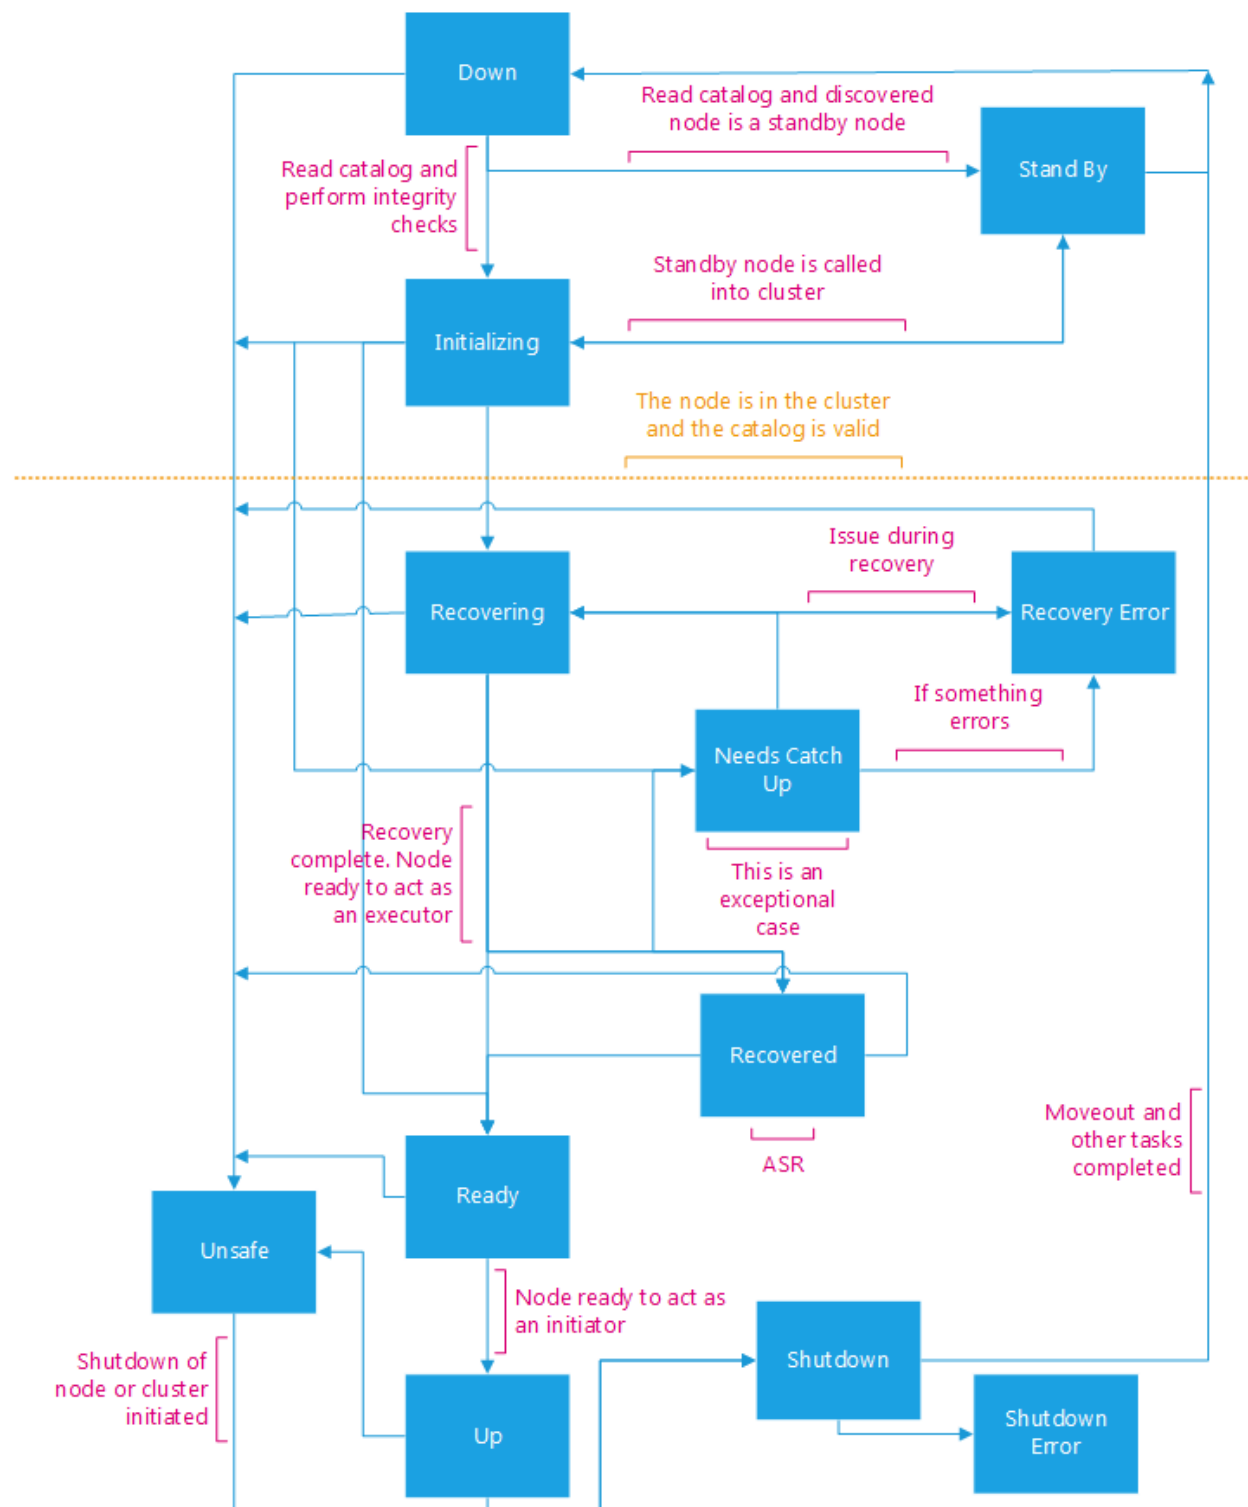 Down
Read catalog and discovered
node is a standby node
Stand By
Read catalog and
perform integrity
checks
Standby node is called
into cluster
Initializing
The node is in the cluster
and the catalog is valid
Issue during
recovery
Recovering
Recovery Error
If something
errors
Needs Catch
Up
Recovery
complete. Node
ready to act as
an executor
This is an
exceptional
case
Recovered
ASR
Moveout and
other tasks
completed
Ready
Unsafe
Node ready to act as
an initiator
Shutdown of
node or cluster
initiated
Shutdown
Up
Shutdown
Error